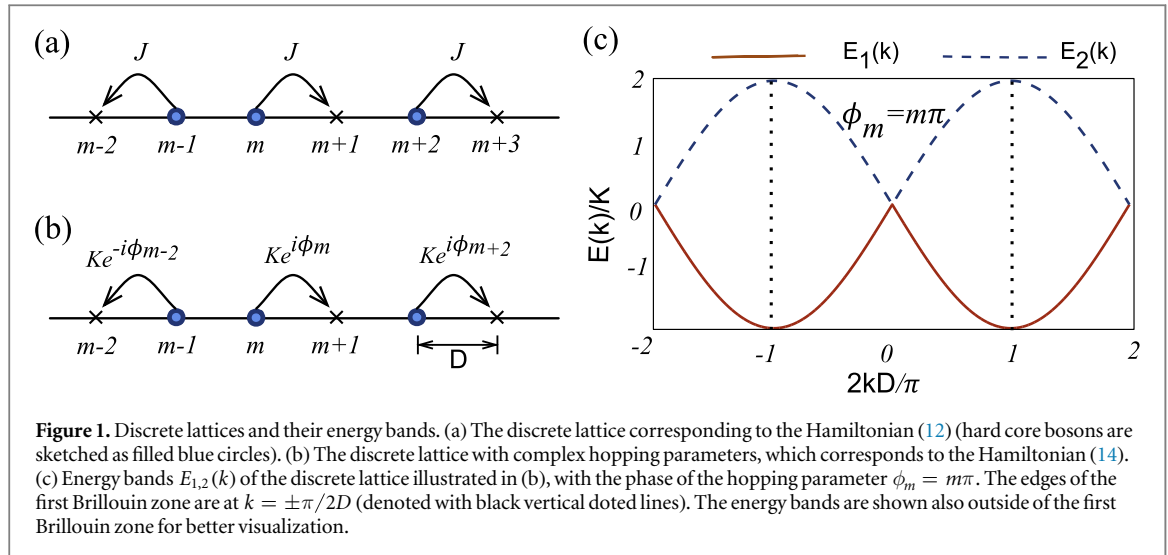 (a)
J J J
m-2 m-1 m m+1 m+2 m+3
(b)
Ke^{-iϕ_{m-2}} Ke^{iϕ_m} Ke^{iϕ_{m+2}}
m-2 m-1 m m+1 D m+2 m+3
(c)
E₁(k) E₂(k)
ϕ_m=mπ
2
1
0
-1
E(k)/K
-2 -1 0 1 2
2kD/π
Figure 1. Discrete lattices and their energy bands. (a) The discrete lattice corresponding to the Hamiltonian (12) (hard core bosons are
sketched as filled blue circles). (b) The discrete lattice with complex hopping parameters, which corresponds to the Hamiltonian (14).
(c) Energy bands E_{1,2}(k) of the discrete lattice illustrated in (b), with the phase of the hopping parameter ϕ_m = mπ. The edges of the
first Brillouin zone are at k = ±π/2D (denoted with black vertical doted lines). The energy bands are shown also outside of the first
Brillouin zone for better visualization.